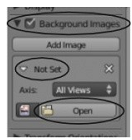 Background Images
Add Image
Not Set
Axis: All Views
Open